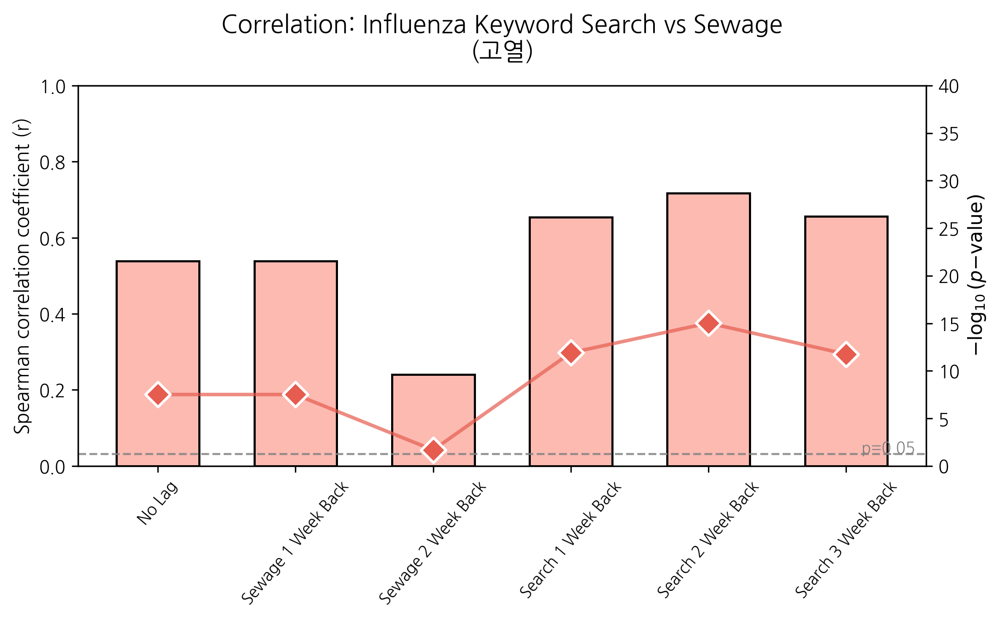 Correlation: Influenza Keyword Search vs Sewage
(고열)
Spearman correlation coefficient (r)
1.0
0.8
0.6
0.4
0.2
0.0
40
35
30
25
20
15
10
5
0
−log₁₀(p−value)
p=0.05
No Lag
Sewage 1 Week Back
Sewage 2 Week Back
Search 1 Week Back
Search 2 Week Back
Search 3 Week Back